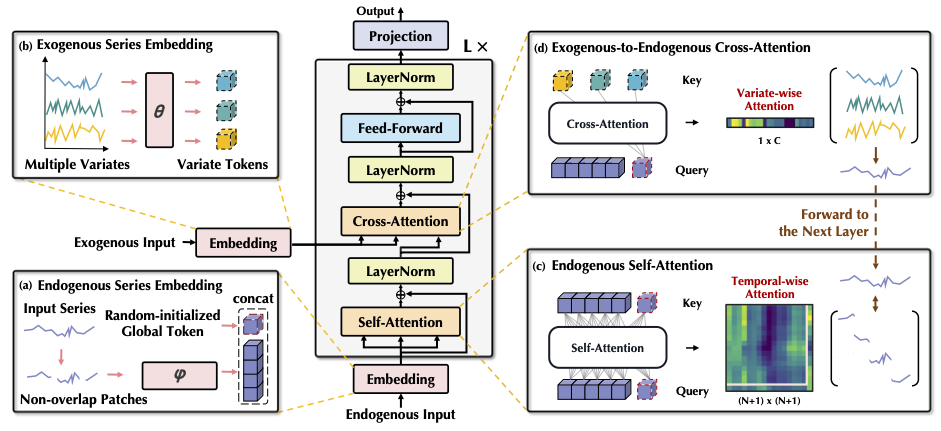 Output
Projection
L ×
LayerNorm
Feed-Forward
LayerNorm
Cross-Attention
LayerNorm
Self-Attention
Embedding
Endogenous Input
Exogenous Input
Embedding
(b) Exogenous Series Embedding
θ
Multiple Variates
Variate Tokens
(a) Endogenous Series Embedding
Input Series
Random-initialized
Global Token
concat
φ
Non-overlap Patches
(d) Exogenous-to-Endogenous Cross-Attention
Key
Cross-Attention
Query
Variate-wise
Attention
1 x C
Forward to
the Next Layer
(c) Endogenous Self-Attention
Key
Self-Attention
Query
Temporal-wise
Attention
(N+1) x (N+1)